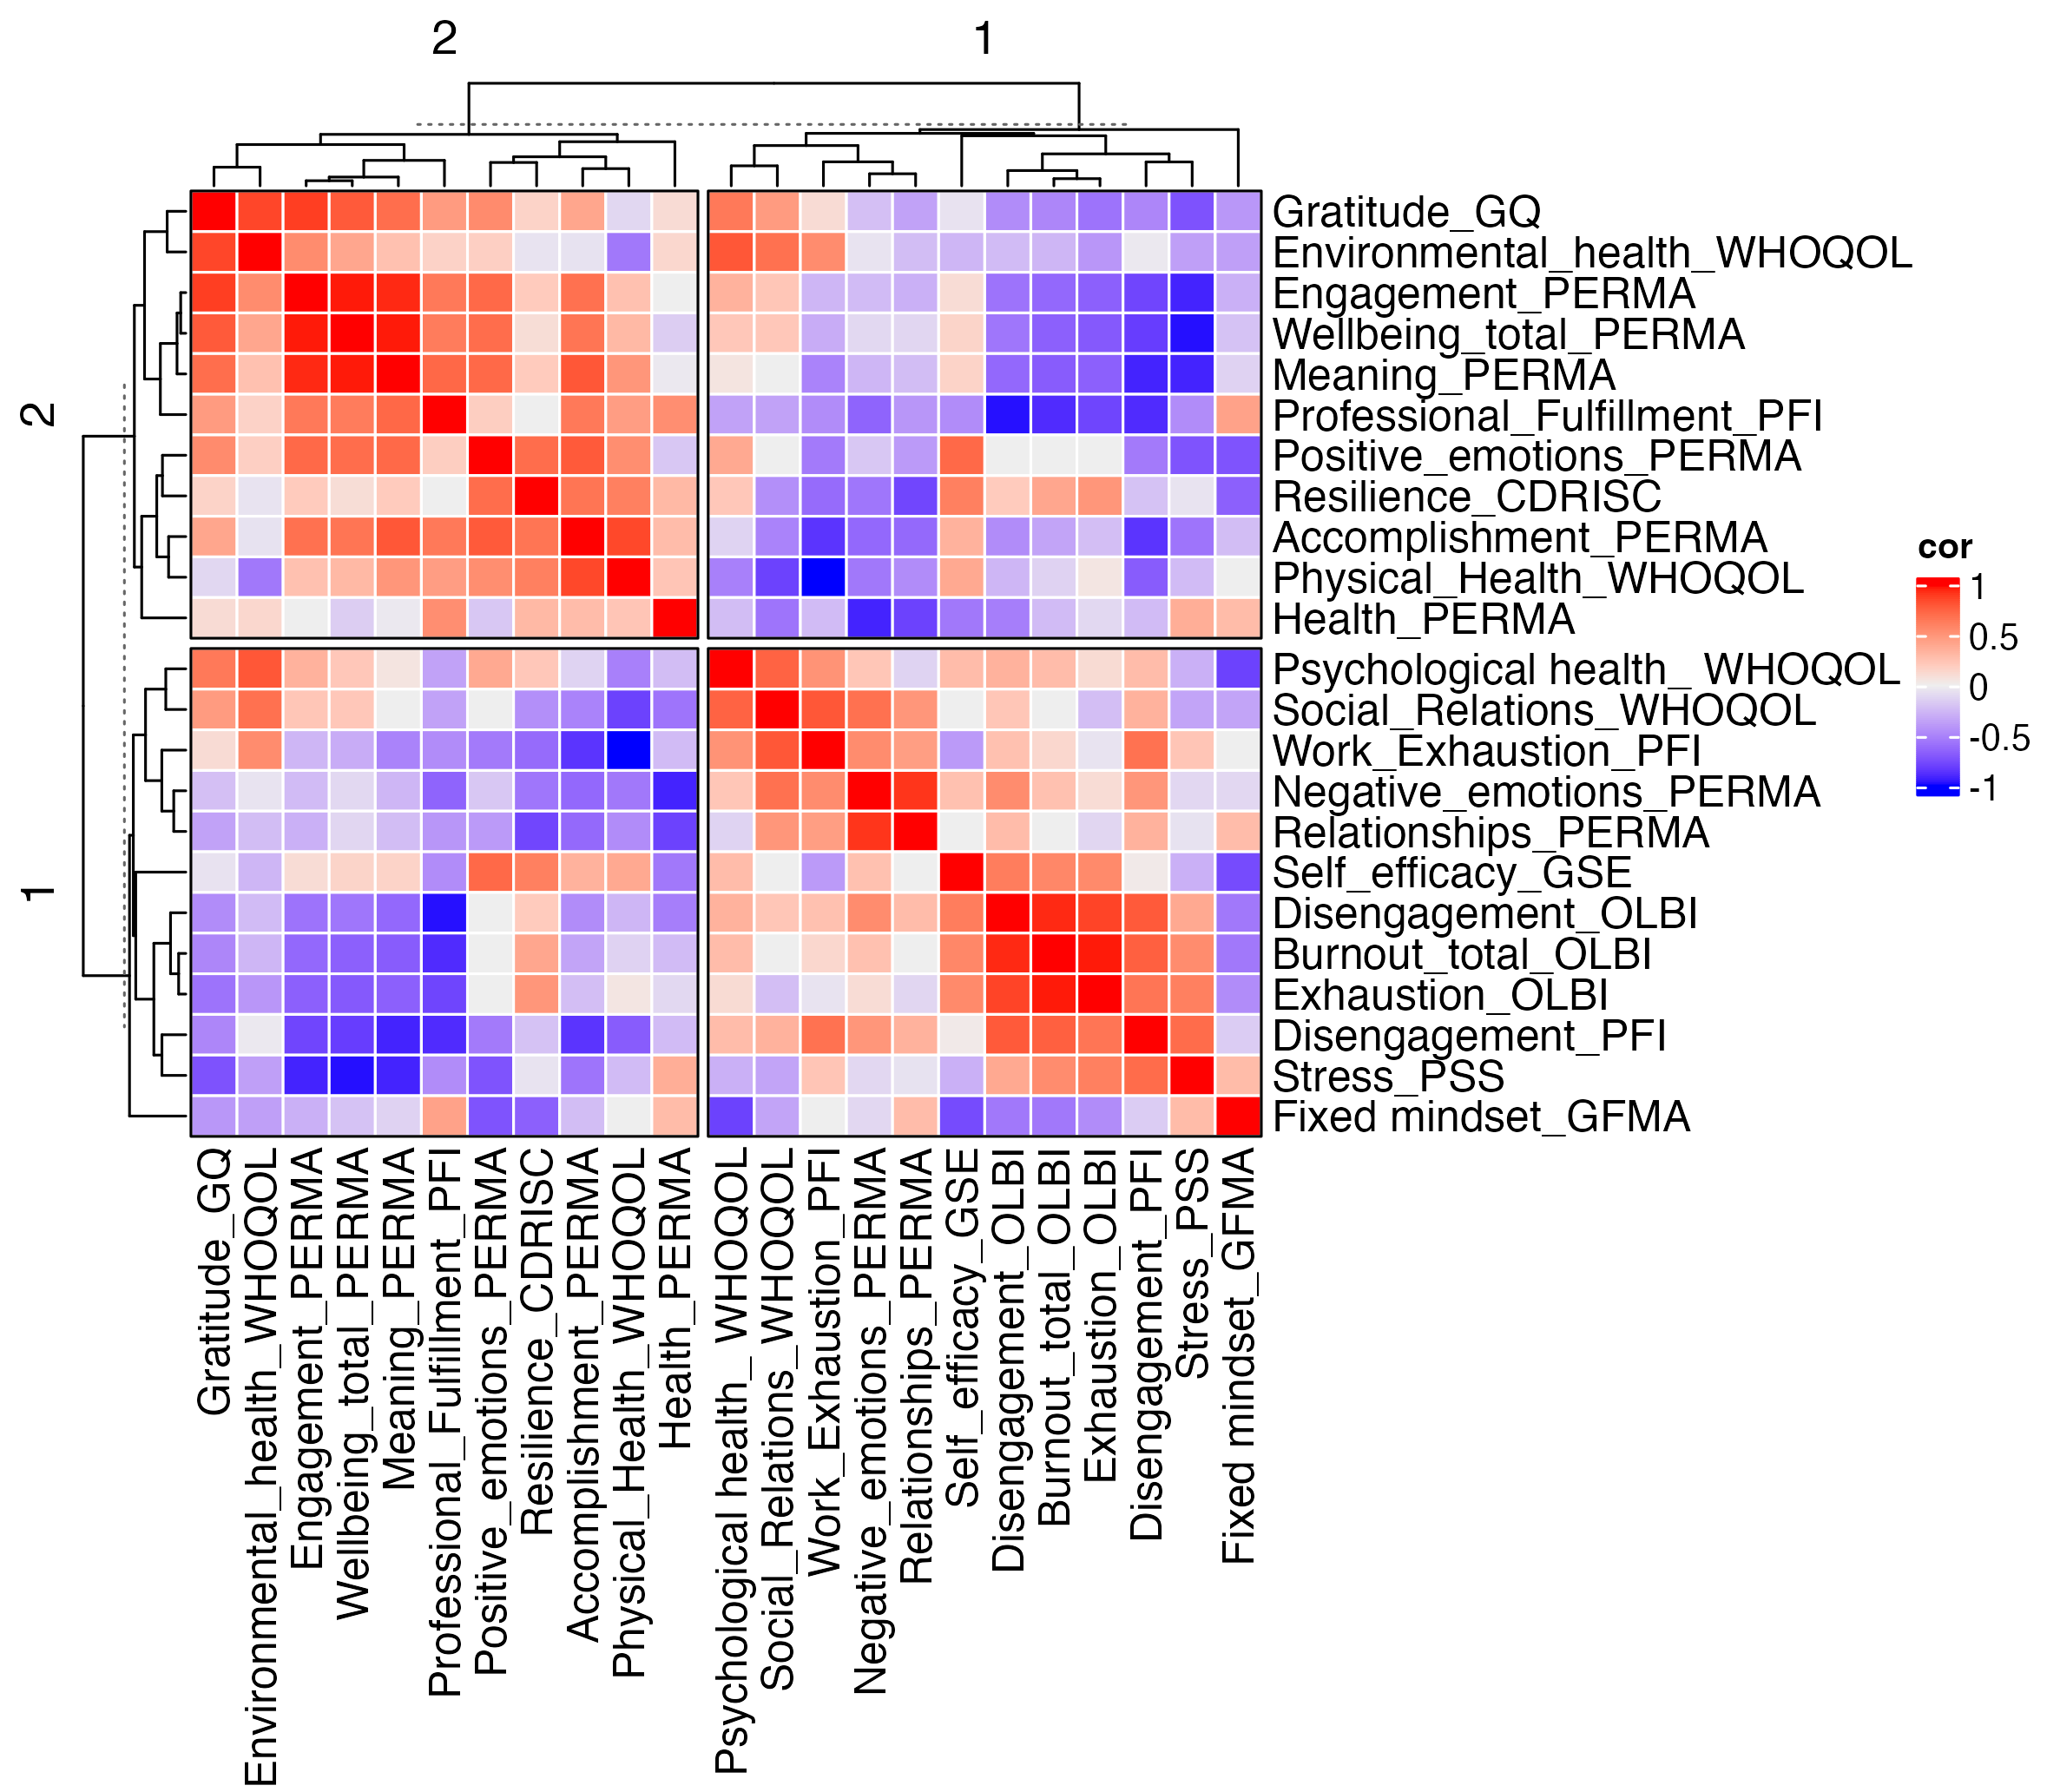 2
1
2
1
Gratitude_GQ
Environmental_health_WHOQOL
Engagement_PERMA
Wellbeing_total_PERMA
Meaning_PERMA
Professional_Fulfillment_PFI
Positive_emotions_PERMA
Resilience_CDRISC
Accomplishment_PERMA
Physical_Health_WHOQOL
Health_PERMA
Psychological health_ WHOQOL
Social_Relations_WHOQOL
Work_Exhaustion_PFI
Negative_emotions_PERMA
Relationships_PERMA
Self_efficacy_GSE
Disengagement_OLBI
Burnout_total_OLBI
Exhaustion_OLBI
Disengagement_PFI
Stress_PSS
Fixed mindset_GFMA
cor
1
0.5
0
-0.5
-1
Gratitude_GQ
Environmental_health_WHOQOL
Engagement_PERMA
Wellbeing_total_PERMA
Meaning_PERMA
Professional_Fulfillment_PFI
Positive_emotions_PERMA
Resilience_CDRISC
Accomplishment_PERMA
Physical_Health_WHOQOL
Health_PERMA
Psychological health_ WHOQOL
Social_Relations_WHOQOL
Work_Exhaustion_PFI
Negative_emotions_PERMA
Relationships_PERMA
Self_efficacy_GSE
Disengagement_OLBI
Burnout_total_OLBI
Exhaustion_OLBI
Disengagement_PFI
Stress_PSS
Fixed mindset_GFMA